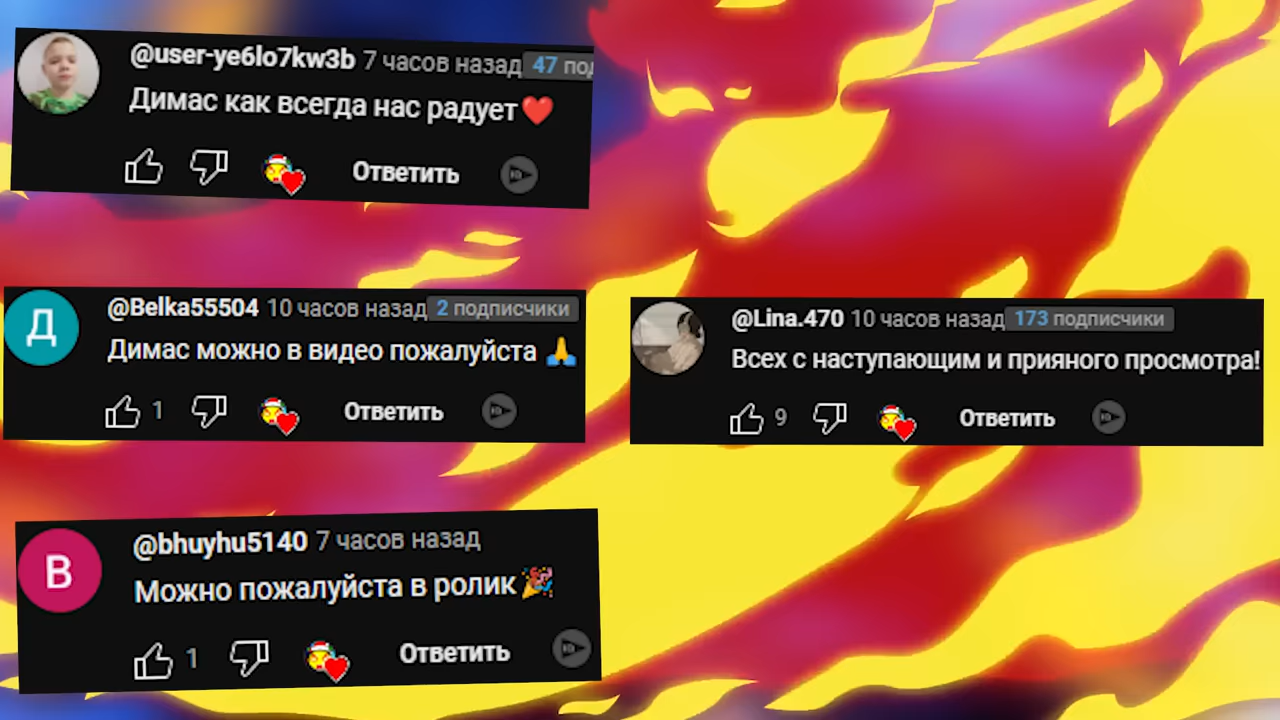 @user-ye6lo7kw3b 7 часов назад 47
Димас как всегда нас радует❤️
Ответить
@Belka55504 10 часов назад 2 подписчики
Д
Димас можно в видео пожалуйста 🙏
1 Ответить
@Lina.470 10 часов назад 173 подписчики
Всех с наступающим и прияного просмотра!
9 Ответить
@bhuyhu5140 7 часов назад
В
Можно пожалуйста в ролик🎉
1 Ответить